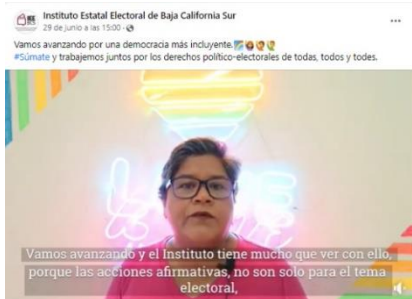 Instituto Estatal Electoral de Baja California Sur
29 de junio a las 15:00 ·
Vamos avanzando por una democracia más incluyente.
#Súmate y trabajemos juntos por los derechos político-electorales de todas, todos y todes.
Vamos avanzando y el Instituto tiene mucho que ver con ello,
porque las acciones afirmativas, no son solo para el tema
electoral,